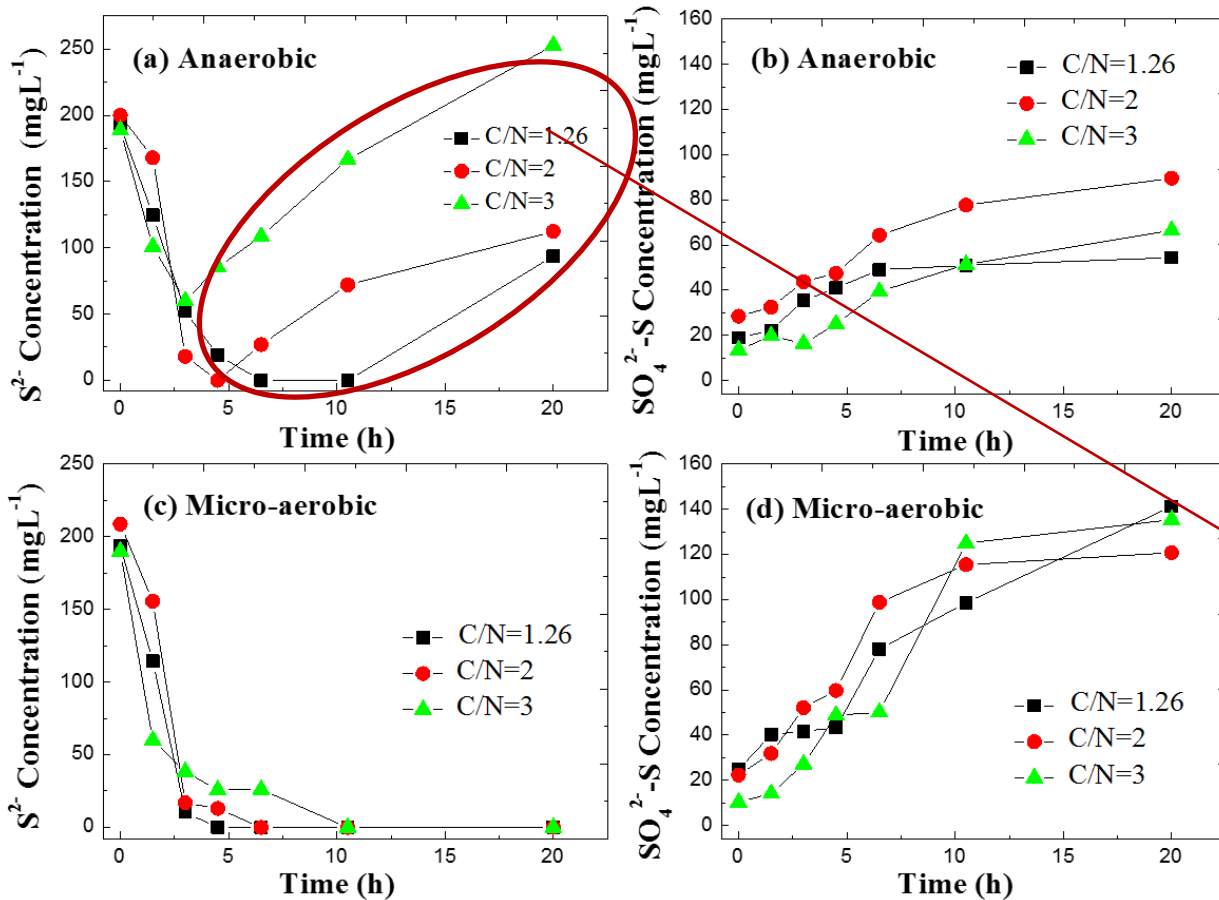 (a) Anaerobic
S²⁻ Concentration (mgL⁻¹)
250
200
150
100
50
0
C/N=1.26
C/N=2
C/N=3
0 5 10 15 20
Time (h)
(b) Anaerobic
SO₄²⁻-S Concentration (mgL⁻¹)
160
140
120
100
80
60
40
20
0
C/N=1.26
C/N=2
C/N=3
0 5 10 15 20
Time (h)
(c) Micro-aerobic
S²⁻ Concentration (mgL⁻¹)
250
200
150
100
50
0
C/N=1.26
C/N=2
C/N=3
0 5 10 15 20
Time (h)
(d) Micro-aerobic
SO₄²⁻-S Concentration (mgL⁻¹)
160
140
120
100
80
60
40
20
0
C/N=1.26
C/N=2
C/N=3
0 5 10 15 20
Time (h)